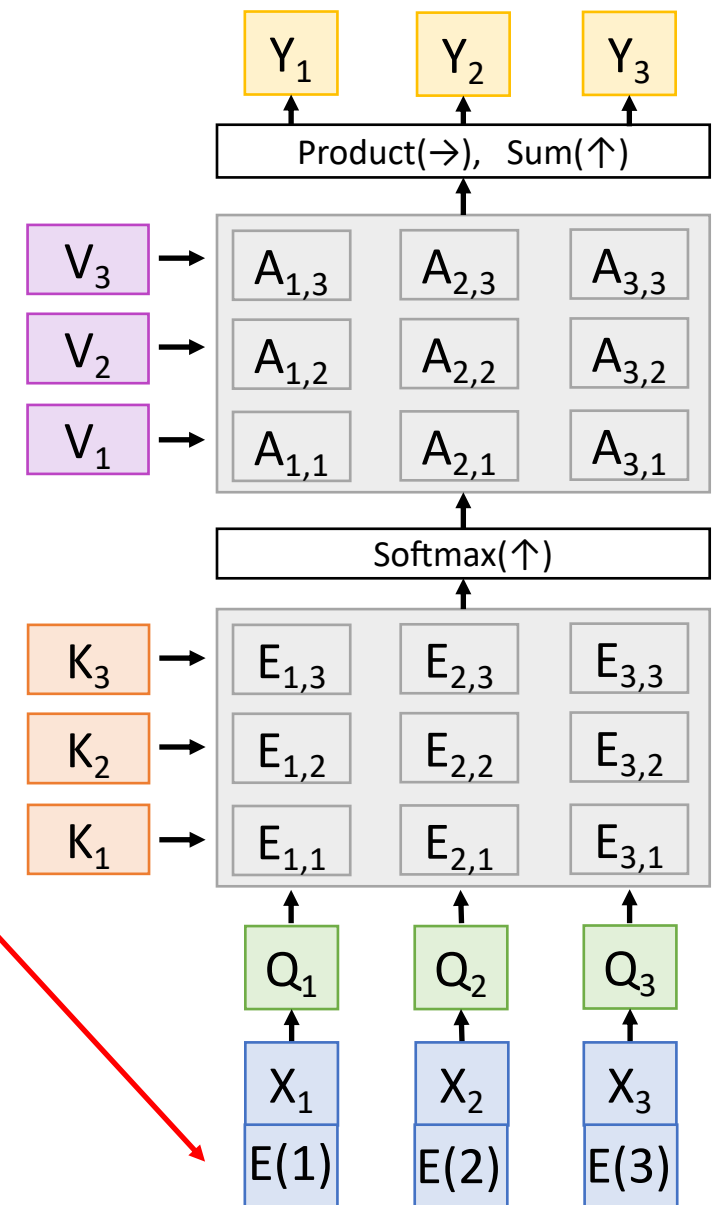 Y₁ Y₂ Y₃
Product(→), Sum(↑)
V₃ A₁,₃ A₂,₃ A₃,₃
V₂ A₁,₂ A₂,₂ A₃,₂
V₁ A₁,₁ A₂,₁ A₃,₁
Softmax(↑)
K₃ E₁,₃ E₂,₃ E₃,₃
K₂ E₁,₂ E₂,₂ E₃,₂
K₁ E₁,₁ E₂,₁ E₃,₁
Q₁ Q₂ Q₃
X₁ X₂ X₃
E(1) E(2) E(3)